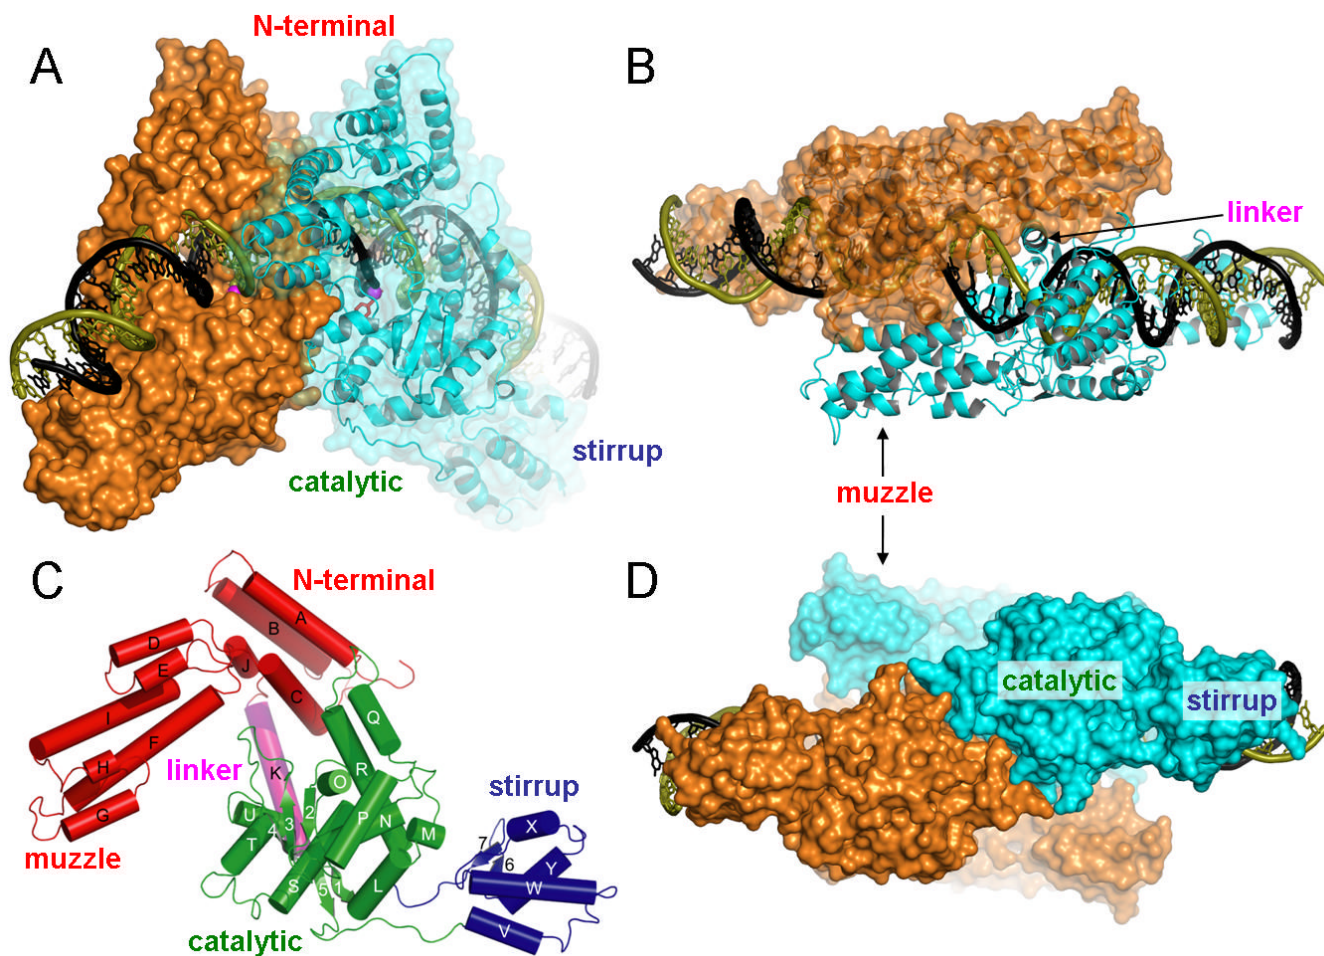 N-terminal
A
B
linker
stirrup
catalytic
muzzle
C
N-terminal
D
A
B
D
E
J
C
I
Q
F
linker
K
R
H
O
stirrup
G
U
3
2
P
N
M
7
X
4
T
6
Y
muzzle
S
5
1
L
W
V
catalytic
catalytic
stirrup